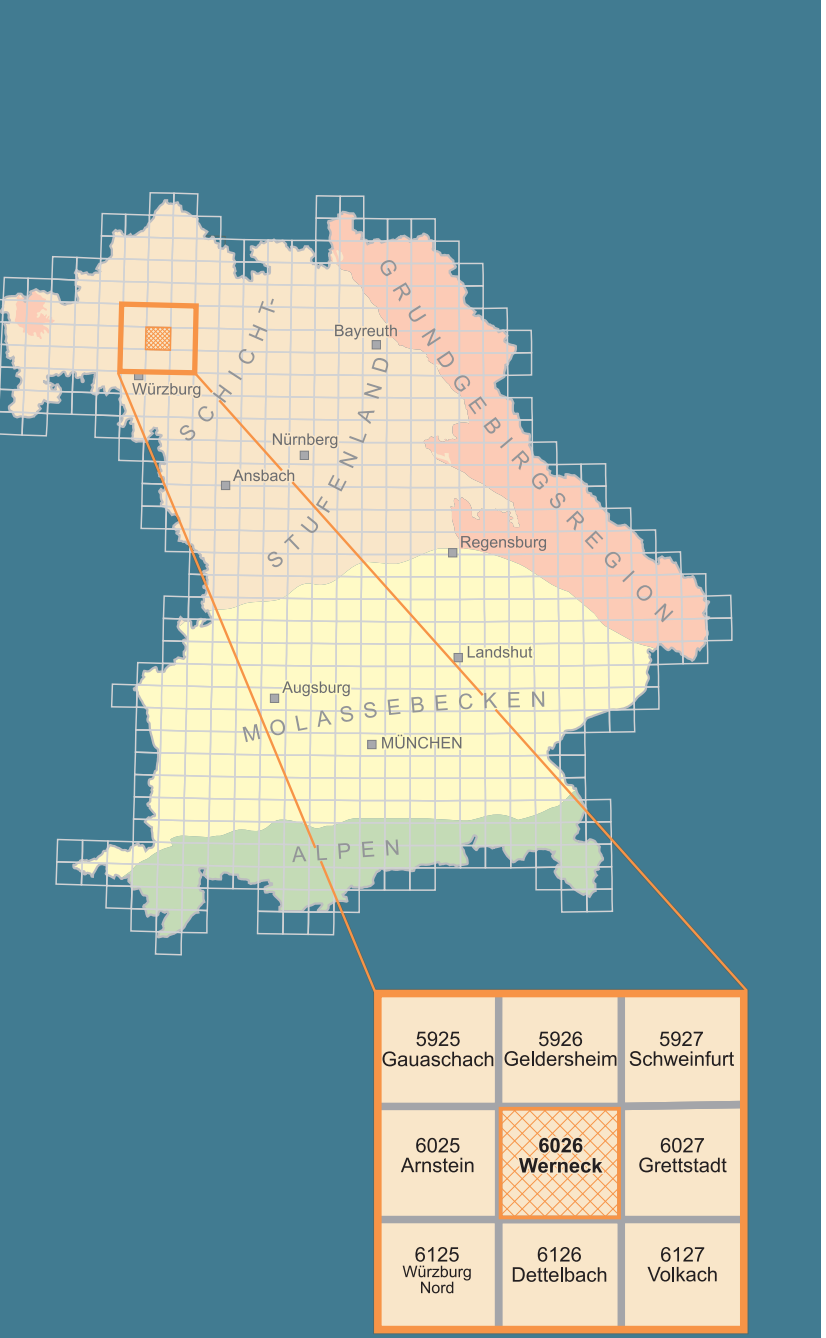 GRUNDGEBIRGSREGION
SCHICHT-
Bayreuth
Würzburg
STUFENLAND
Nürnberg
Ansbach
Regensburg
Landshut
Augsburg
MOLASSEBECKEN
MÜNCHEN
ALPEN
5925
Gauaschach
5926
Geldersheim
5927
Schweinfurt
6025
Arnstein
6026
Werneck
6027
Grettstadt
6125
Würzburg
Nord
6126
Dettelbach
6127
Volkach